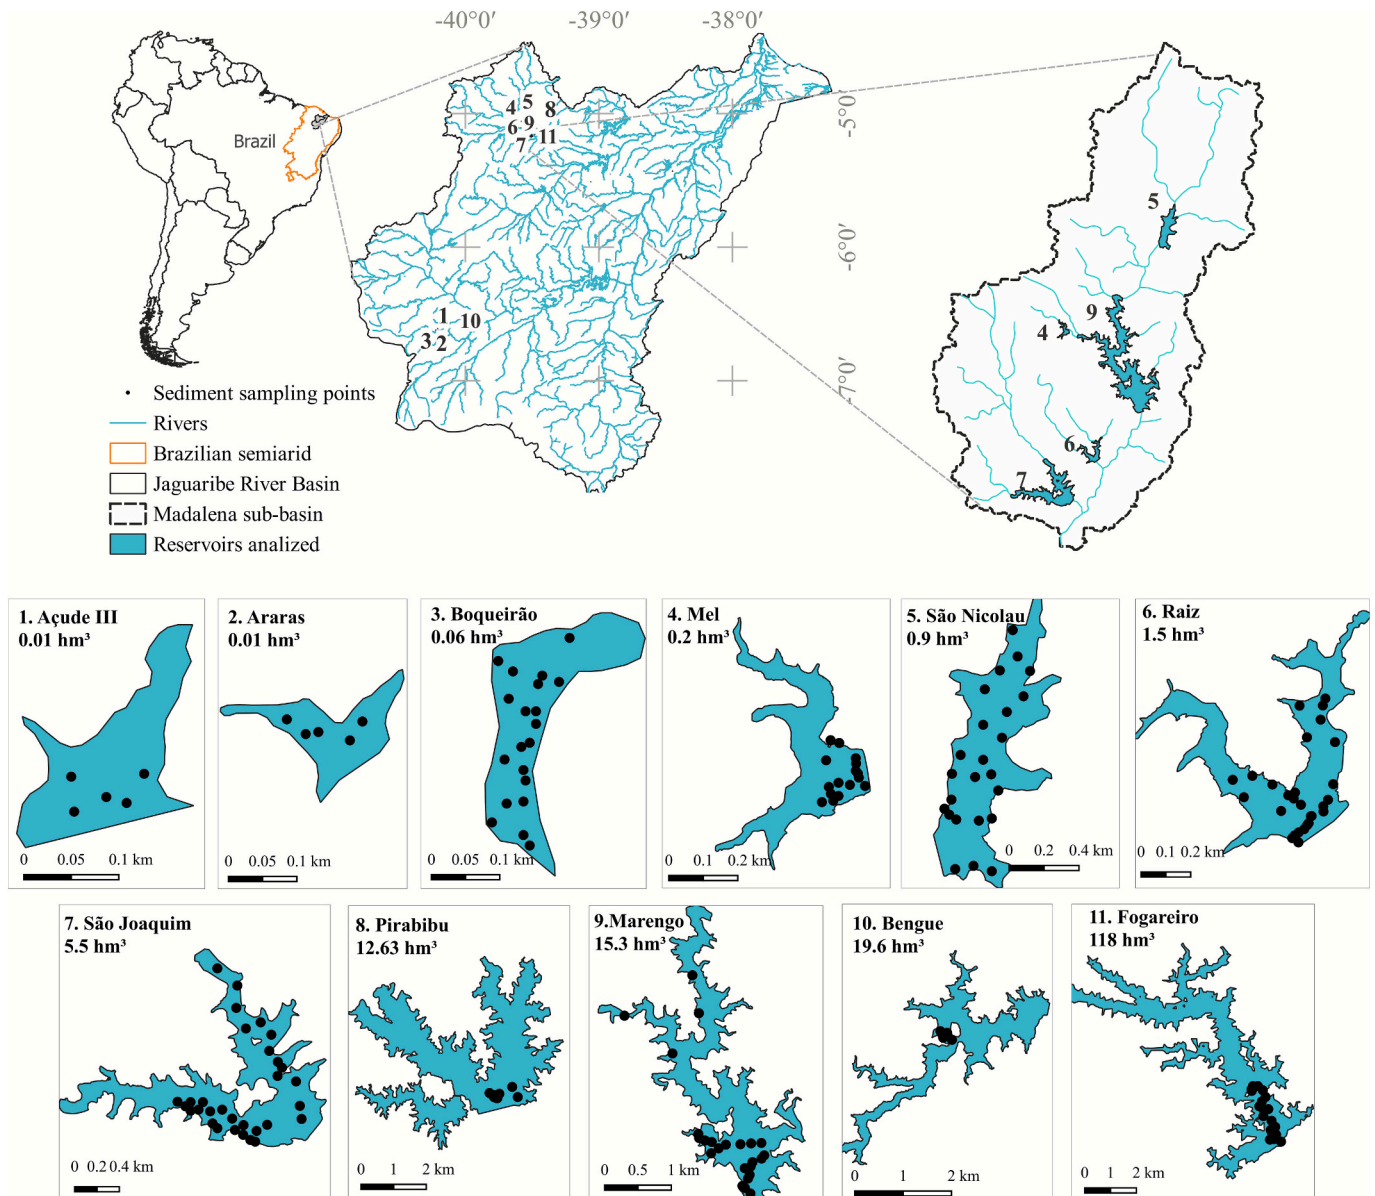 -40°0′ -39°0′ -38°0′
-5°0′
-6°0′
-7°0′
Brazil
4 5 8
6 9
7 11
1 10
3 2
5
9
4
6
7
Sediment sampling points
Rivers
Brazilian semiarid
Jaguaribe River Basin
Madalena sub-basin
Reservoirs analized
1. Açude III
0.01 hm³
0 0.05 0.1 km
2. Araras
0.01 hm³
0 0.05 0.1 km
3. Boqueirão
0.06 hm³
0 0.05 0.1 km
4. Mel
0.2 hm³
0 0.1 0.2 km
5. São Nicolau
0.9 hm³
0 0.2 0.4 km
6. Raiz
1.5 hm³
0 0.1 0.2 km
7. São Joaquim
5.5 hm³
0 0.2 0.4 km
8. Pirabibu
12.63 hm³
0 1 2 km
9.Marengo
15.3 hm³
0 0.5 1 km
10. Bengue
19.6 hm³
0 1 2 km
11. Fogareiro
118 hm³
0 1 2 km